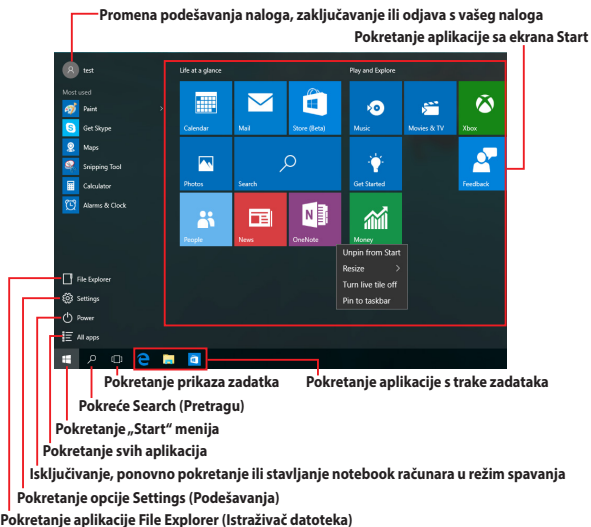 Promena podešavanja naloga, zaključavanje ili odjava s vašeg naloga
Pokretanje aplikacije sa ekrana Start
test
Life at a glance
Play and Explore
Most used
Paint
Get Skype
Maps
Snipping Tool
Calculator
Alarms & Clock
Calendar
Mail
Store (Beta)
Music
Movies & TV
Xbox
Photos
Search
Get Started
Feedback
People
News
OneNote
Money
Unpin from Start
Resize
Turn live tile off
Pin to taskbar
File Explorer
Settings
Power
All apps
Pokretanje prikaza zadatka
Pokretanje aplikacije s trake zadataka
Pokreće Search (Pretragu)
Pokretanje „Start“ menija
Pokretanje svih aplikacija
Isključivanje, ponovno pokretanje ili stavljanje notebook računara u režim spavanja
Pokretanje opcije Settings (Podešavanja)
Pokretanje aplikacije File Explorer (Istraživač datoteka)